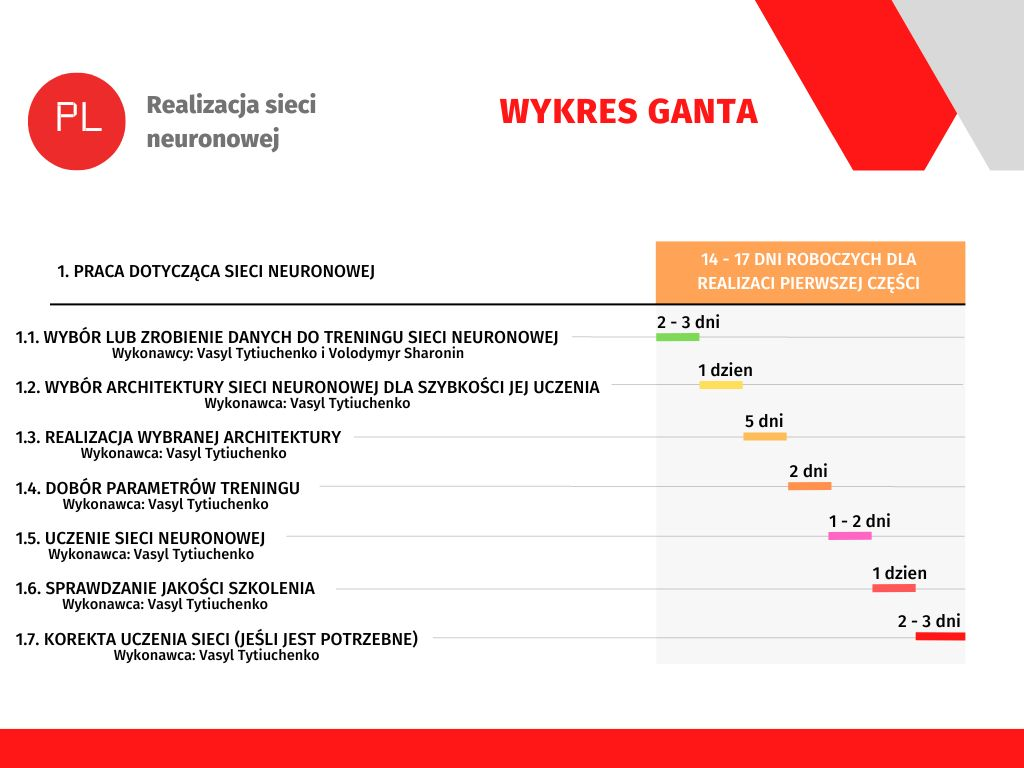 PL
Realizacja sieci
neuronowej
WYKRES GANTA
1. PRACA DOTYCZĄCA SIECI NEURONOWEJ
14 - 17 DNI ROBOCZYCH DLA
REALIZACI PIERWSZEJ CZĘŚCI
1.1. WYBÓR LUB ZROBIENIE DANYCH DO TRENINGU SIECI NEURONOWEJ
Wykonawcy: Vasyl Tytiuchenko i Volodymyr Sharonin
2 - 3 dni
1.2. WYBÓR ARCHITEKTURY SIECI NEURONOWEJ DLA SZYBKOŚCI JEJ UCZENIA
Wykonawca: Vasyl Tytiuchenko
1 dzien
1.3. REALIZACJA WYBRANEJ ARCHITEKTURY
Wykonawca: Vasyl Tytiuchenko
5 dni
1.4. DOBÓR PARAMETRÓW TRENINGU
Wykonawca: Vasyl Tytiuchenko
2 dni
1.5. UCZENIE SIECI NEURONOWEJ
Wykonawca: Vasyl Tytiuchenko
1 - 2 dni
1.6. SPRAWDZANIE JAKOŚCI SZKOLENIA
Wykonawca: Vasyl Tytiuchenko
1 dzien
1.7. KOREKTA UCZENIA SIECI (JEŚLI JEST POTRZEBNE)
Wykonawca: Vasyl Tytiuchenko
2 - 3 dni